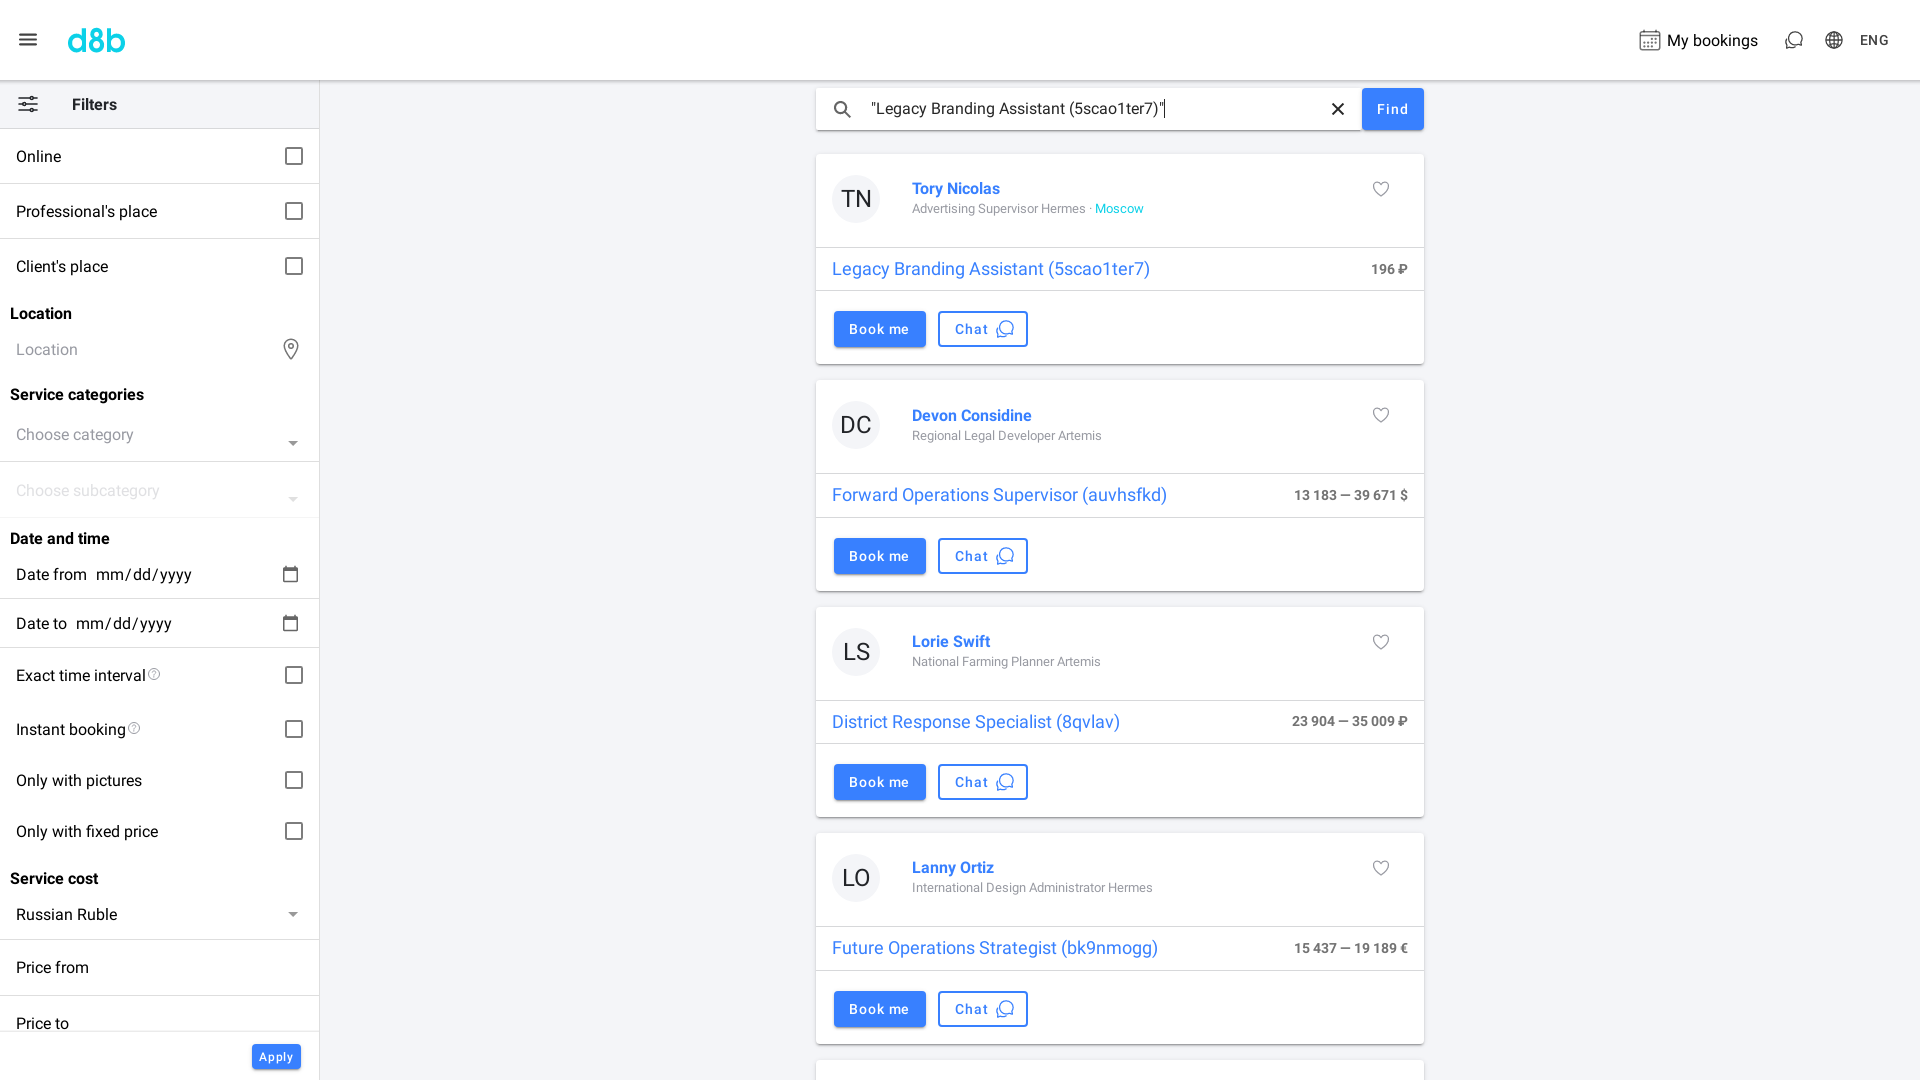 d8b
My bookings
ENG
Filters
Online
Professional's place
Client's place
Location
Location
Service categories
Choose category
Choose subcategory
Date and time
Date from mm/dd/yyyy
Date to mm/dd/yyyy
Exact time interval
Instant booking
Only with pictures
Only with fixed price
Service cost
Russian Ruble
Price from
Price to
Apply
"Legacy Branding Assistant (5scao1ter7)"
Find
TN
Tory Nicolas
Advertising Supervisor Hermes · Moscow
Legacy Branding Assistant (5scao1ter7)
196 ₽
Book me
Chat
DC
Devon Considine
Regional Legal Developer Artemis
Forward Operations Supervisor (auvhsfkd)
13 183 — 39 671 $
Book me
Chat
LS
Lorie Swift
National Farming Planner Artemis
District Response Specialist (8qvlav)
23 904 — 35 009 ₽
Book me
Chat
LO
Lanny Ortiz
International Design Administrator Hermes
Future Operations Strategist (bk9nmogg)
15 437 — 19 189 €
Book me
Chat